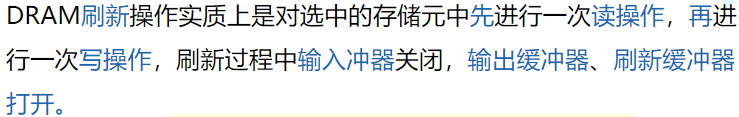 DRAM刷新操作实质上是对选中的存储元中先进行一次读操作，再进
行一次写操作，刷新过程中输入冲器关闭，输出缓冲器、刷新缓冲器
打开。